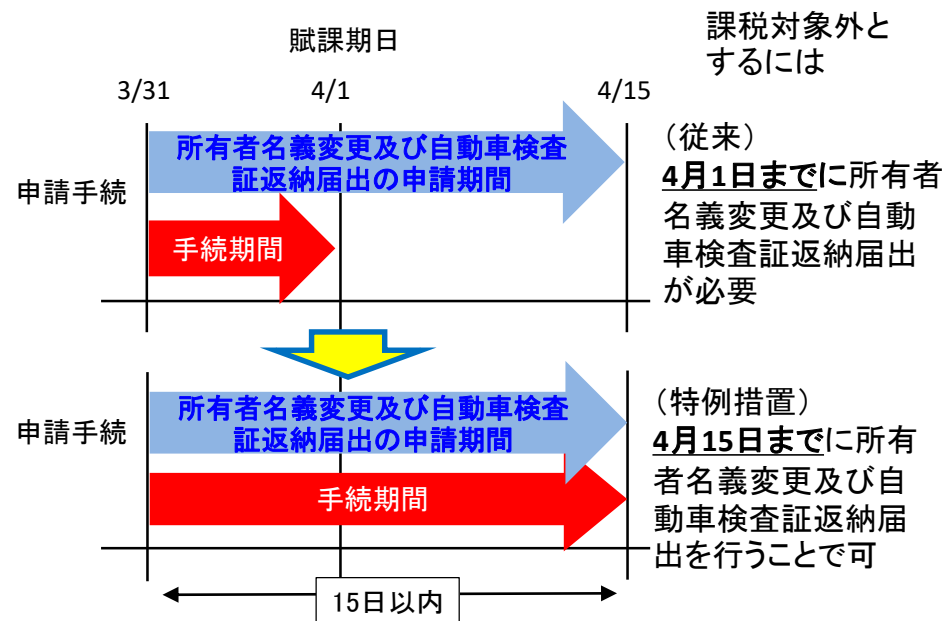 賦課期日
課税対象外と
するには
3/31
4/1
4/15
申請手続
所有者名義変更及び自動車検査
証返納届出の申請期間
手続期間
（従来）
4月1日までに所有者
名義変更及び自動
車検査証返納届出
が必要
申請手続
所有者名義変更及び自動車検査
証返納届出の申請期間
手続期間
（特例措置）
4月15日までに所有
者名義変更及び自
動車検査証返納届
出を行うことで可
15日以内